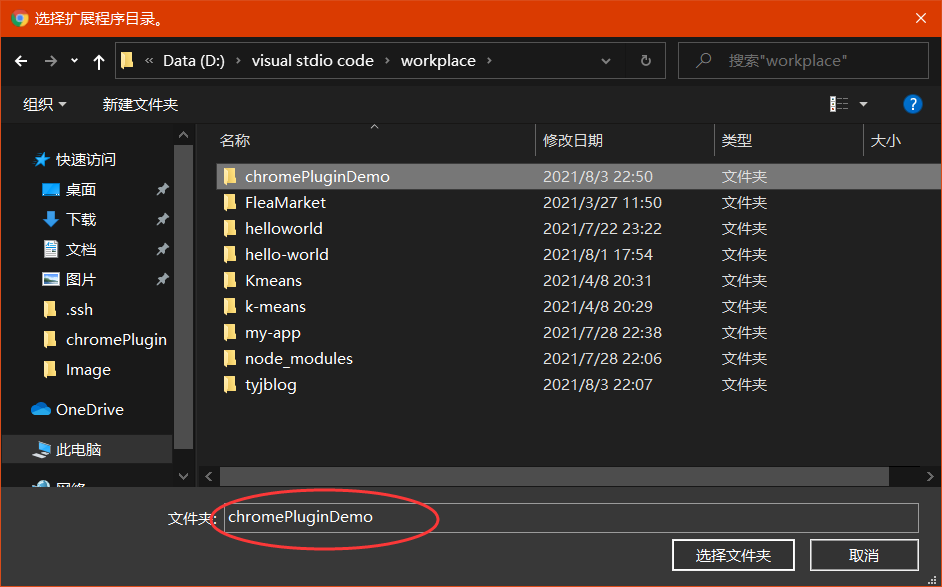 选择扩展程序目录。
« Data (D:) › visual stdio code › workplace ›
搜索"workplace"
组织
新建文件夹
名称 修改日期 类型 大小
快速访问
桌面
下载
文档
图片
.ssh
chromePlugin
Image
OneDrive
此电脑
网络
chromePluginDemo 2021/8/3 22:50 文件夹
FleaMarket 2021/3/27 11:50 文件夹
helloworld 2021/7/22 23:22 文件夹
hello-world 2021/8/1 17:54 文件夹
Kmeans 2021/4/8 20:31 文件夹
k-means 2021/4/8 20:29 文件夹
my-app 2021/7/28 22:38 文件夹
node_modules 2021/7/28 22:06 文件夹
tyjblog 2021/8/3 22:07 文件夹
文件夹: chromePluginDemo
选择文件夹 取消